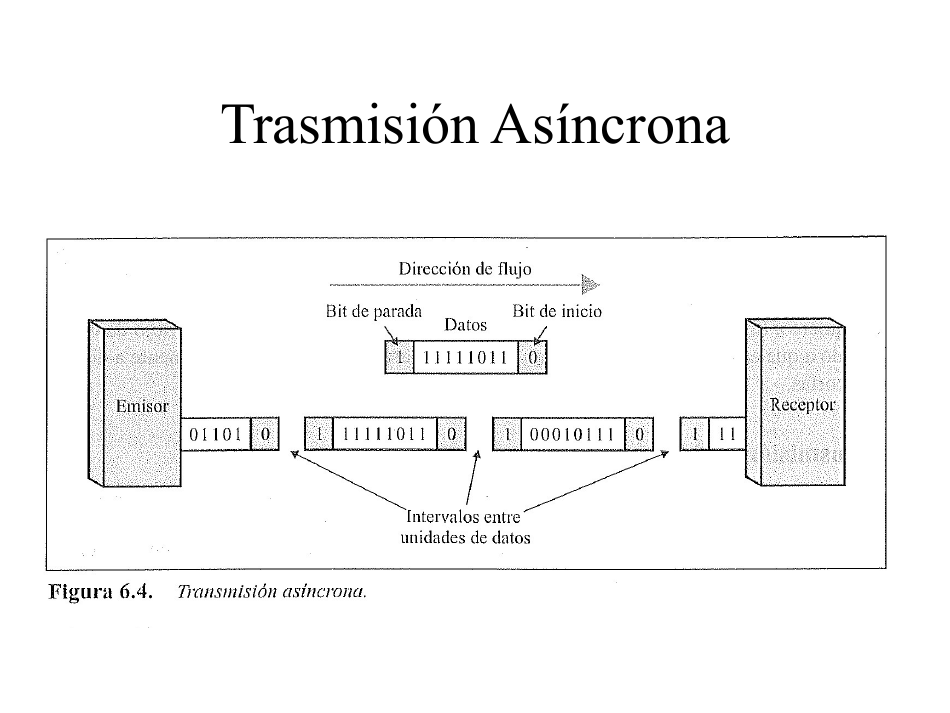 Trasmisión Asíncrona
Dirección de flujo
Bit de parada
Datos
Bit de inicio
1 11111011 0
Emisor
Receptor
01101 0
1 11111011 0
1 00010111 0
1 11
Intervalos entre
unidades de datos
Figura 6.4. Transmisión asíncrona.